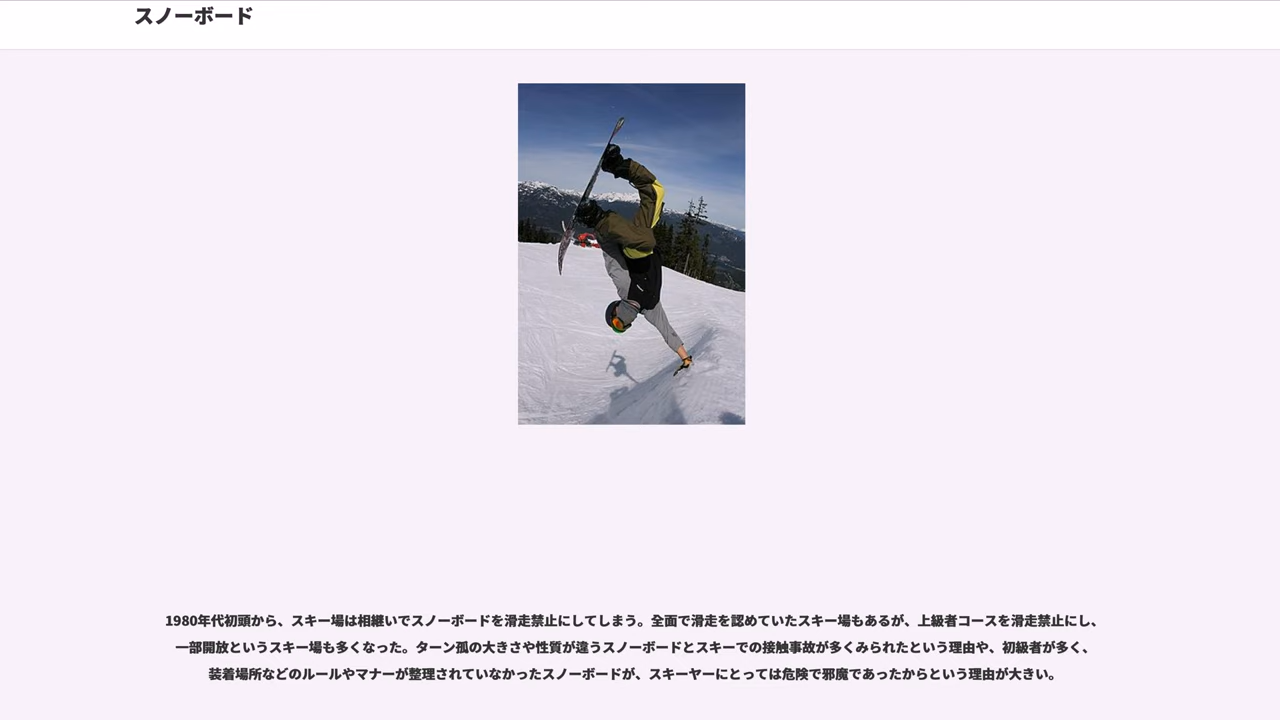 スノーボード
1980年代初頭から、スキー場は相継いでスノーボードを滑走禁止にしてしまう。全面で滑走を認めていたスキー場もあるが、上級者コースを滑走禁止にし、
一部開放というスキー場も多くなった。ターン孤の大きさや性質が違うスノーボードとスキーでの接触事故が多くみられたという理由や、初級者が多く、
装着場所などのルールやマナーが整理されていなかったスノーボードが、スキーヤーにとっては危険で邪魔であったからという理由が大きい。